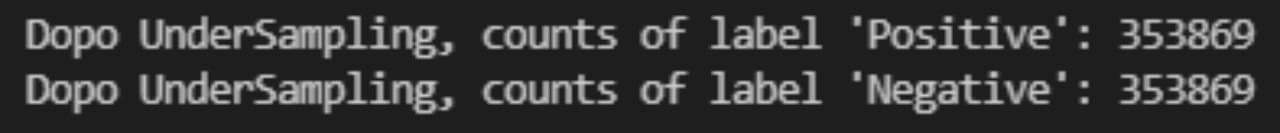 Dopo UnderSampling, counts of label 'Positive': 353869
Dopo UnderSampling, counts of label 'Negative': 353869